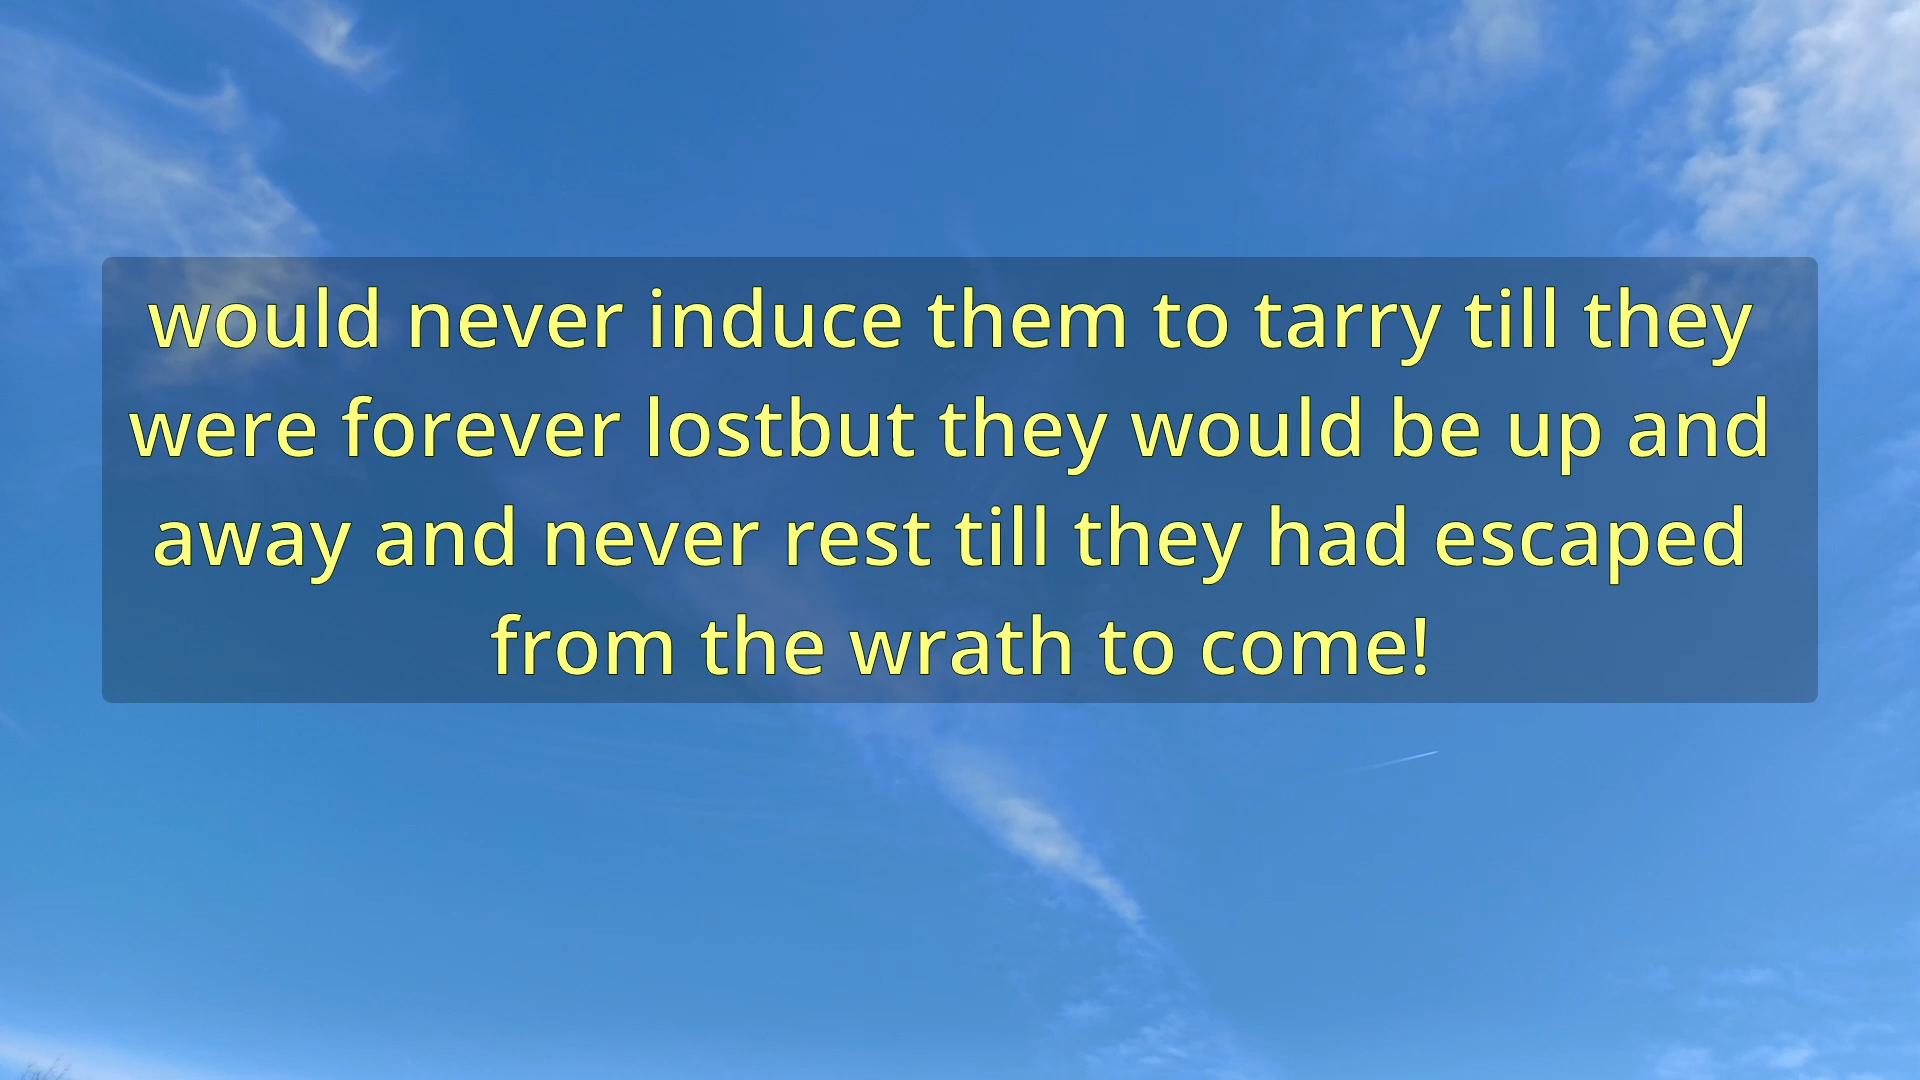 would never induce them to tarry till they
were forever lostbut they would be up and
away and never rest till they had escaped
from the wrath to come!